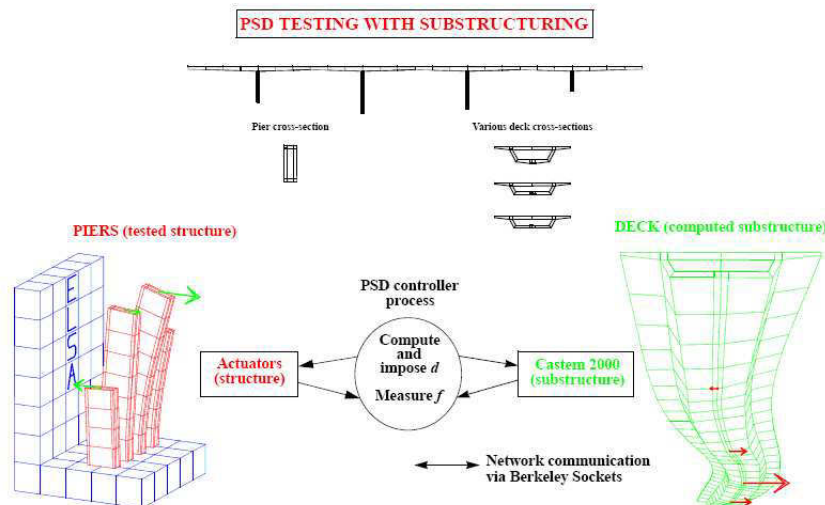 PSD TESTING WITH SUBSTRUCTURING
Pier cross-section
Various deck cross-sections
PIERS (tested structure)
DECK (computed substructure)
ELSA
PSD controller
process
Compute
and
impose d
Measure f
Actuators
(structure)
Castem 2000
(substructure)
Network communication
via Berkeley Sockets